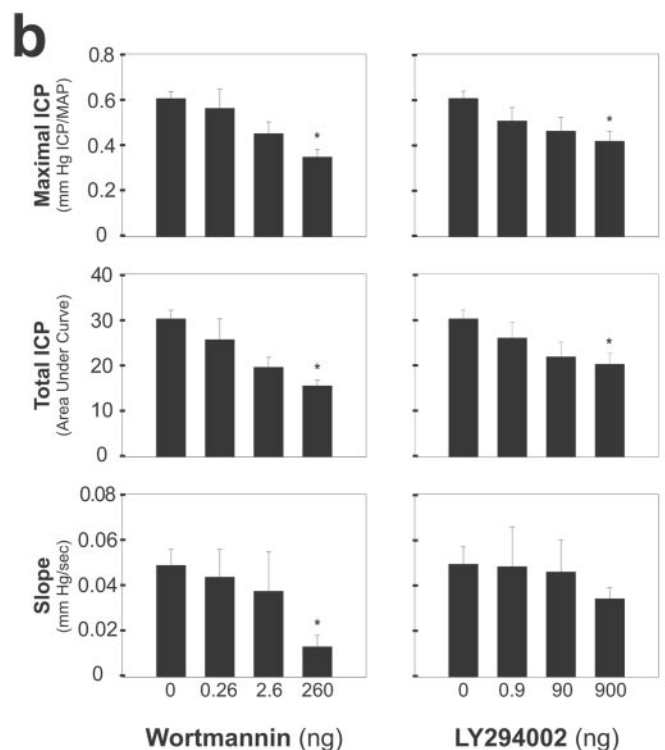 b
Maximal ICP
(mm Hg ICP/MAP)
0.8
0.6
0.4
0.2
0
*
*
Total ICP
(Area Under Curve)
40
30
20
10
0
*
*
Slope
(mm Hg/sec)
0.08
0.06
0.04
0.02
0
*
0 0.26 2.6 260
0 0.9 90 900
Wortmannin (ng)
LY294002 (ng)